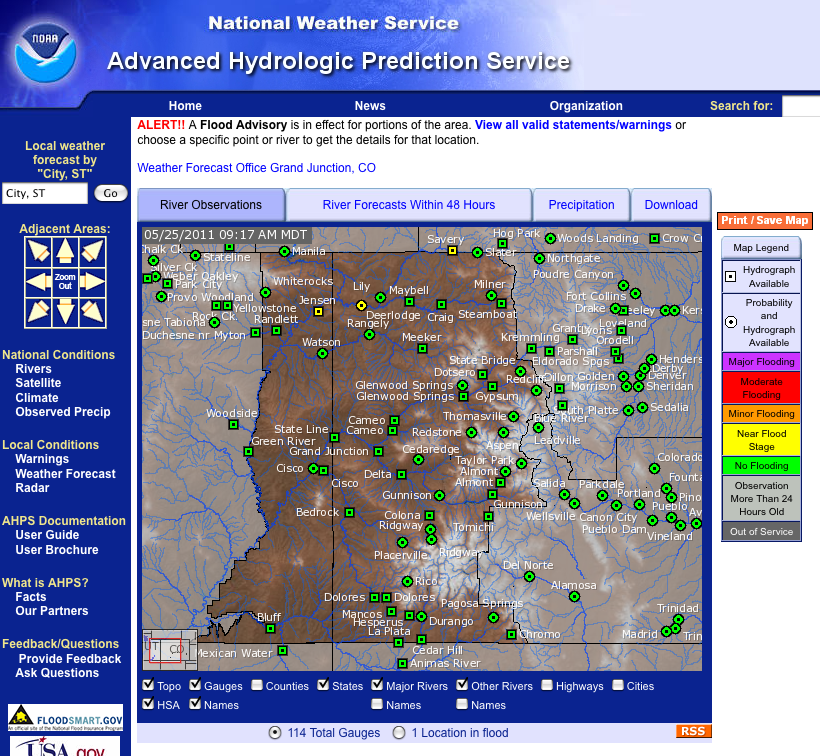 NOAA
National Weather Service
Advanced Hydrologic Prediction Service
Home
News
Organization
Search for:
Local weather
forecast by
"City, ST"
City, ST
Go
Adjacent Areas:
Zoom
Out
National Conditions
Rivers
Satellite
Climate
Observed Precip
Local Conditions
Warnings
Weather Forecast
Radar
AHPS Documentation
User Guide
User Brochure
What is AHPS?
Facts
Our Partners
Feedback/Questions
Provide Feedback
Ask Questions
FLOODSMART.GOV
An official site of the National Flood Insurance Program
USA.gov
ALERT!! A Flood Advisory is in effect for portions of the area. View all valid statements/warnings or
choose a specific point or river to get the details for that location.
Weather Forecast Office Grand Junction, CO
River Observations
River Forecasts Within 48 Hours
Precipitation
Download
05/25/2011 09:17 AM MDT
Savery
Hog Park
Woods Landing
Crow Cr
halk Ck
Stateline
Manila
Slater
Northgate
Silver Ck
Weber Oakley
Park City
Whiterocks
Lily
Maybell
Milner
Poudre Canyon
Provo Woodland
Jensen
Fort Collins
Rock Ck.
Yellowstone
Deerlodge
Craig
Steamboat
Drake
eeley
Kers
sne Tabiona
Randlett
Rangely
Loveland
Duchesne nr Myton
Watson
Meeker
Kremmling
Orodell
State Bridge
Parshall
Eldorado Spgs
Henders
Dotsero
Derby
Glenwood Springs
Redcliff
Dillon
Golden
Denver
Glenwood Springs
Gypsum
Morrison
Sheridan
Woodside
Thomasville
uth Platte
Sedalia
Cameo
Blue River
State Line
Cameo
Redstone
Green River
Aspen
Leadville
Grand Junction
Cedaredge
Taylor Park
Colorado
Cisco
Almont
Cisco
Delta
Almont
Salida
Parkdale
Founta
Gunnison
Portland
Pino
Bedrock
Colona
Gunnison
Pueblo
Av
Ridgway
Tomichi
Wellsville
Canon City
Pueblo Dam
Vineland
Placerville
Ridgway
Del Norte
Rico
Alamosa
Dolores
Dolores
Pagosa Springs
Bluff
Mancos
Trinidad
Hesperus
Durango
La Plata
Chromo
Madrid
Trin
Mexican Water
Cedar Hill
Animas River
UT
CO
Topo
Gauges
Counties
States
Major Rivers
Other Rivers
Highways
Cities
HSA
Names
Names
Names
114 Total Gauges
1 Location in flood
RSS
Print / Save Map
Map Legend
Hydrograph
Available
Probability
and
Hydrograph
Available
Major Flooding
Moderate
Flooding
Minor Flooding
Near Flood
Stage
No Flooding
Observation
More Than 24
Hours Old
Out of Service